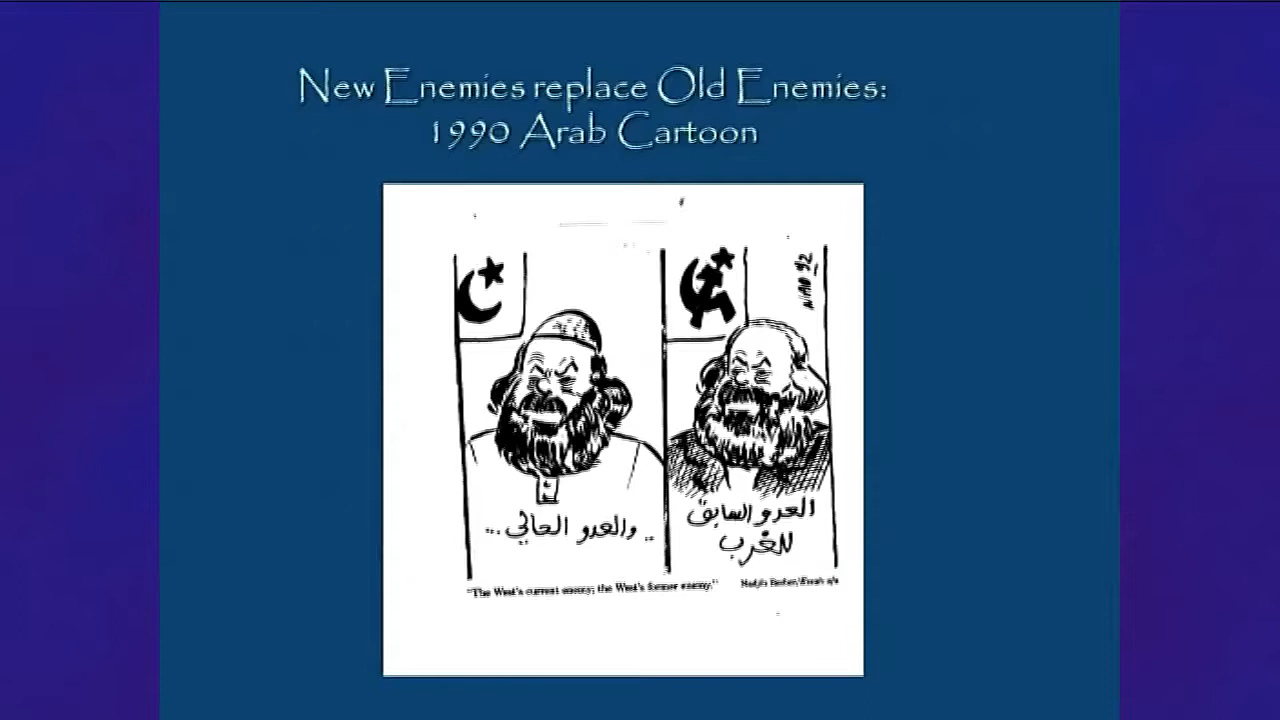 New Enemies replace Old Enemies:
1990 Arab Cartoon
العدو السابق
للغرب
.. والعدو الحالي ...
"The West's current enemy; the West's former enemy."